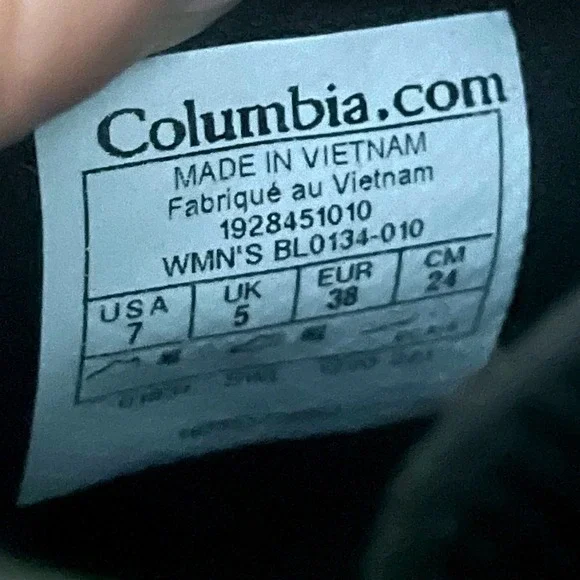 Columbia.com
MADE IN VIETNAM
Fabriqué au Vietnam
1928451010
WMN'S BL0134-010
USA UK EUR CM
7 5 38 24